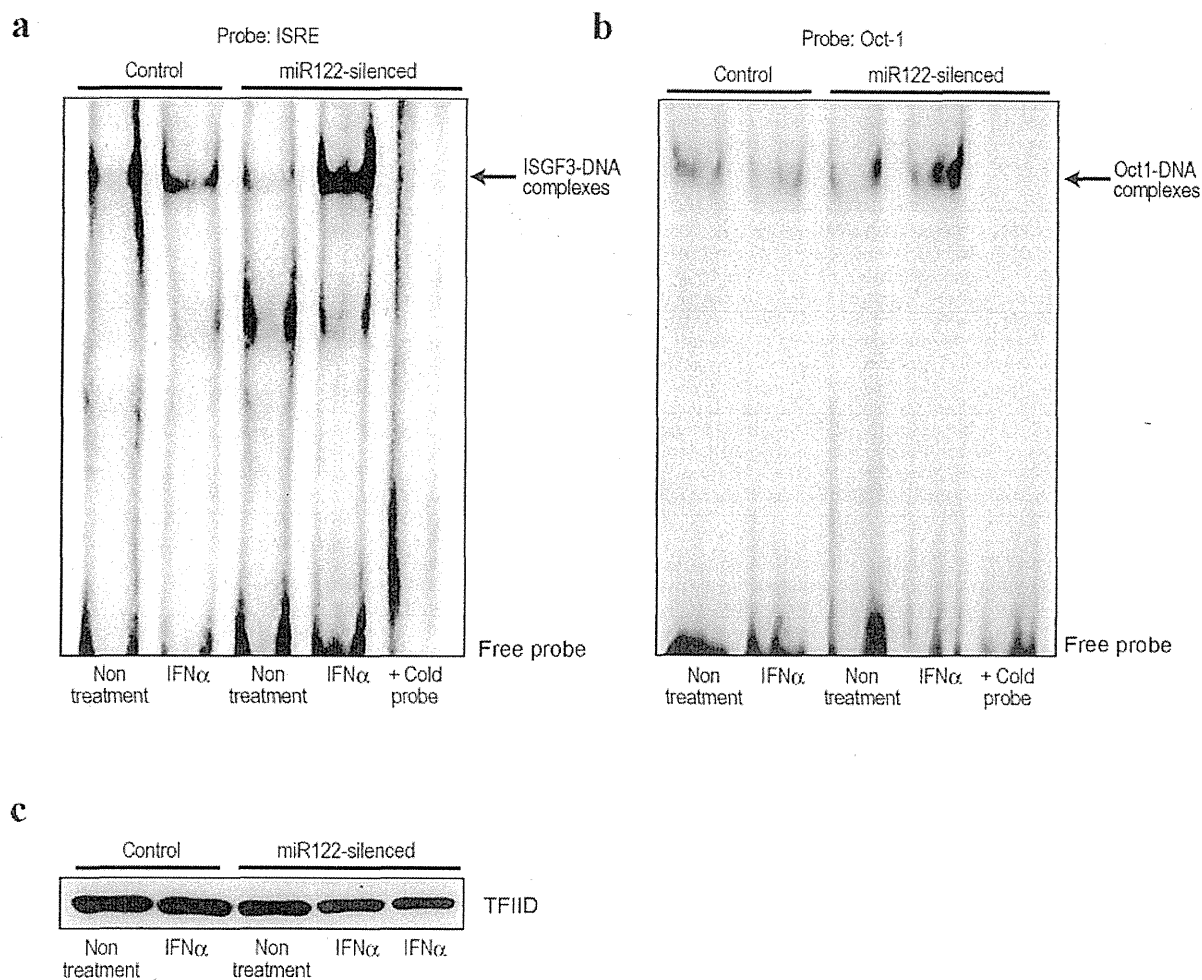 a
Probe: ISRE
Control miR122-silenced
ISGF3-DNA
complexes
Free probe
Non
treatment
IFNα
Non
treatment
IFNα
+ Cold
probe
b
Probe: Oct-1
Control miR122-silenced
Oct1-DNA
complexes
Free probe
Non
treatment
IFNα
Non
treatment
IFNα
+ Cold
probe
c
Control miR122-silenced
TFIID
Non
treatment
IFNα
Non
treatment
IFNα
IFNα